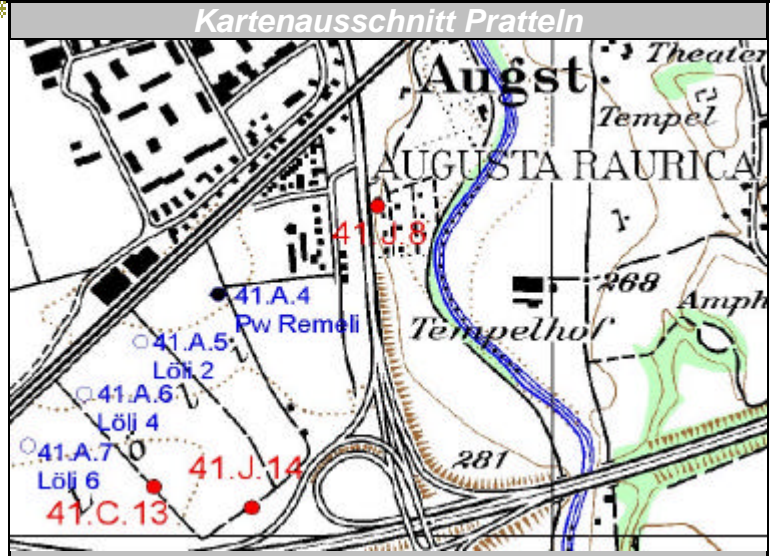 Kartenausschnitt Pratteln
Theater
Augst
Tempel
AUGUSTA RAURICA
41.J.8
268
41.A.4
Pw Remeli
Amph
Tempelhof
41.A.5
Löli 2
41.A.6
Löli 4
41.A.7
Löli 6
281
41.J.14
41.C.13